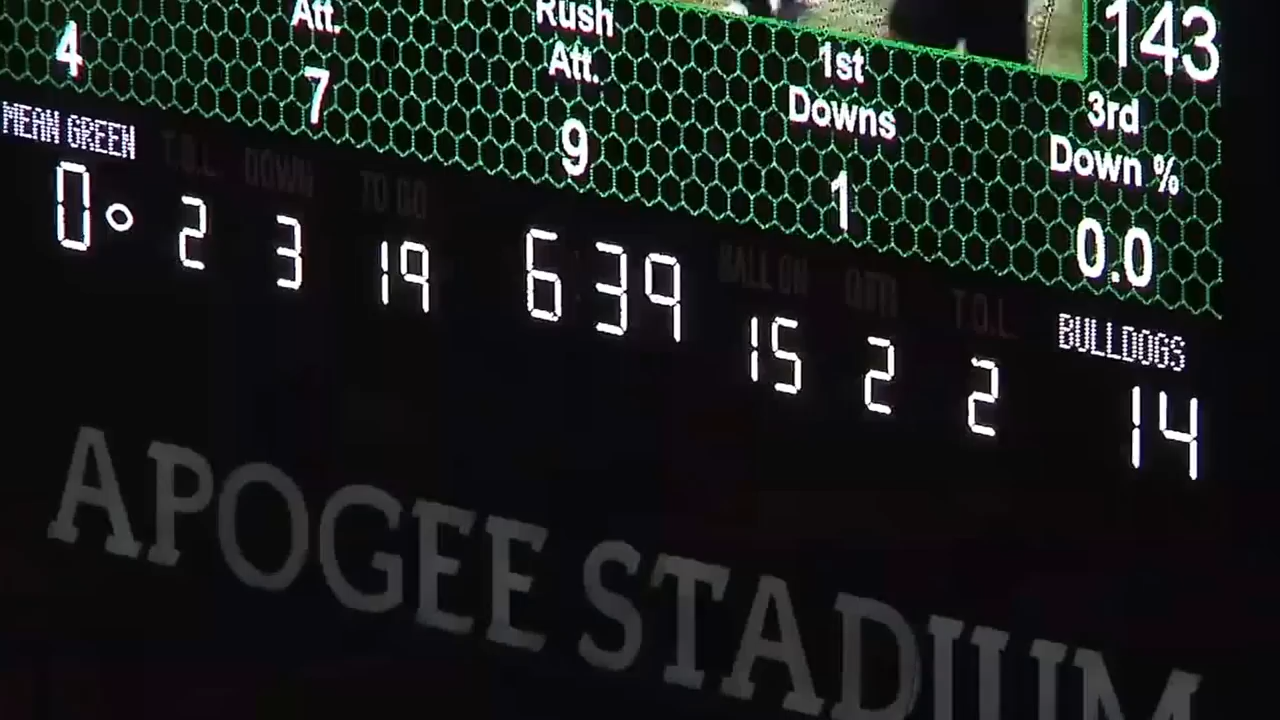 Att. Rush Att. 1st Downs 143
4 7 9 1 3rd Down %
0.0
MEAN GREEN T.O.L. DOWN TO GO BALL ON QTR T.O.L. BULLDOGS
0 2 3 19 6:39 15 2 2 14
APOGEE STADIUM